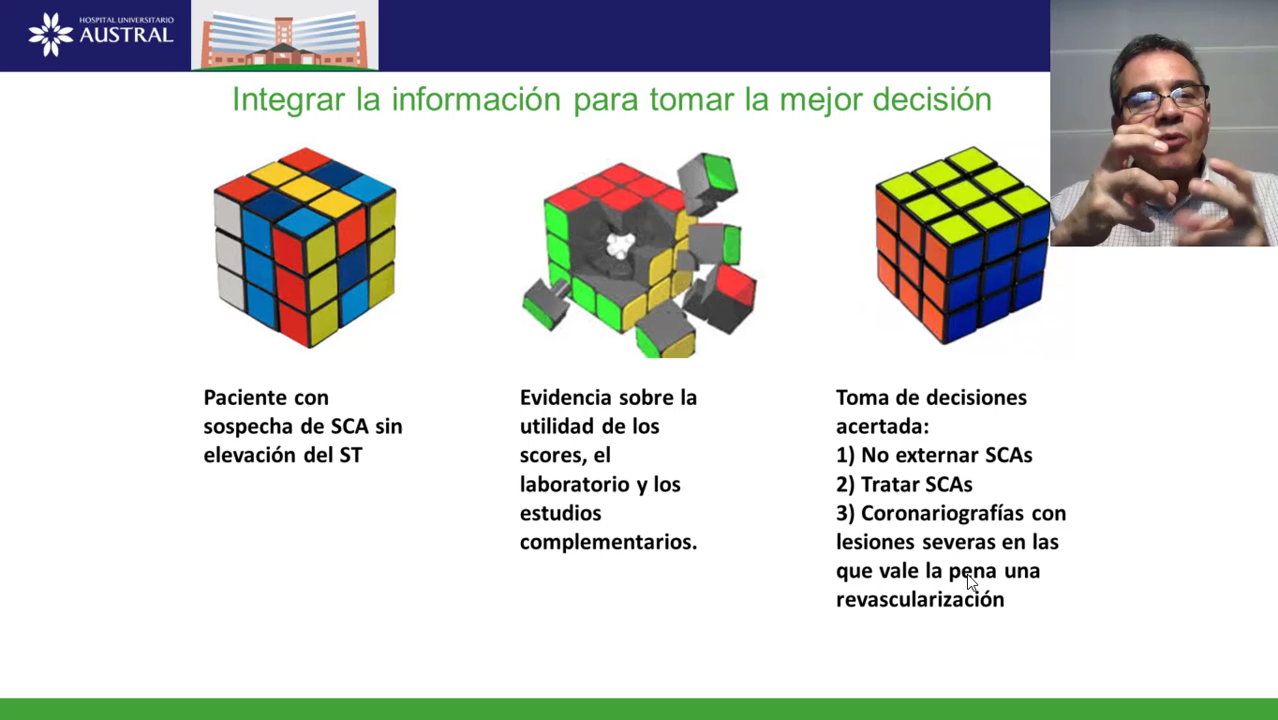 HOSPITAL UNIVERSITARIO
AUSTRAL
Integrar la información para tomar la mejor decisión
Paciente con
sospecha de SCA sin
elevación del ST
Evidencia sobre la
utilidad de los
scores, el
laboratorio y los
estudios
complementarios.
Toma de decisiones
acertada:
1) No externar SCAs
2) Tratar SCAs
3) Coronariografías con
lesiones severas en las
que vale la pena una
revascularización